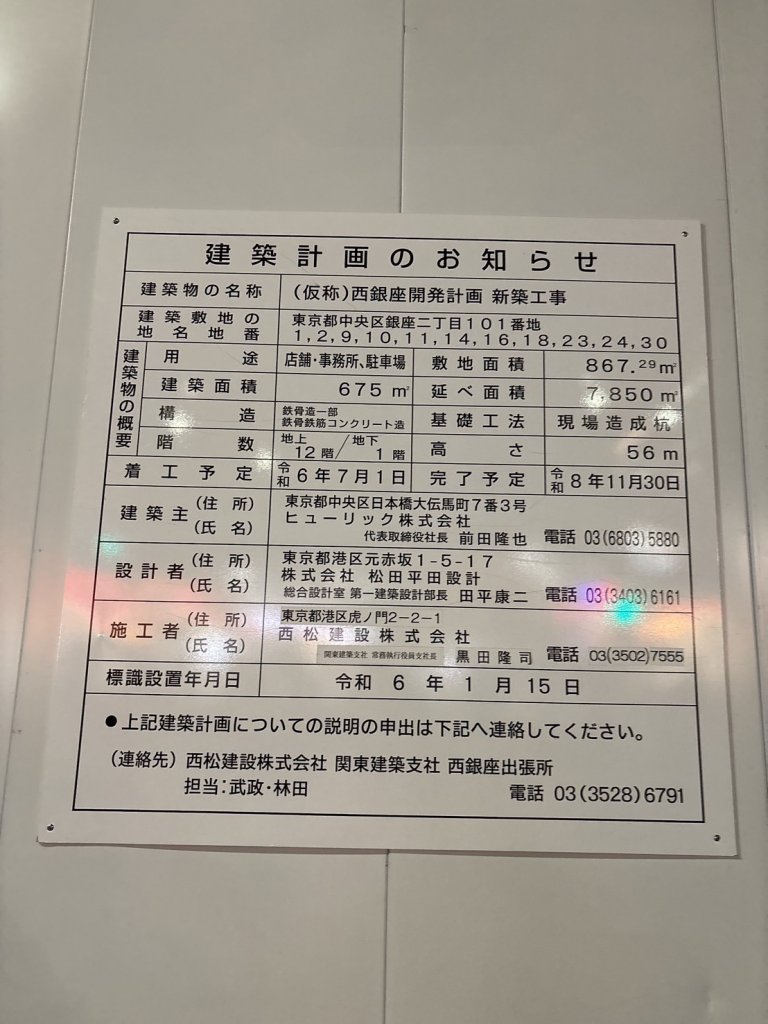 建築計画のお知らせ
建築物の名称 (仮称)西銀座開発計画 新築工事
建築敷地の地名地番 東京都中央区銀座二丁目101番地
1,2,9,10,11,14,16,18,23,24,30
建築物の概要
用途 店舗・事務所、駐車場 敷地面積 867.29㎡
建築面積 675㎡ 延べ面積 7,850㎡
構造 鉄骨造一部
鉄骨鉄筋コンクリート造 基礎工法 現場造成杭
階数 地上12階/地下1階 高さ 56m
着工予定 令和6年7月1日 完了予定 令和8年11月30日
建築主 (住所) 東京都中央区日本橋大伝馬町7番3号
(氏名) ヒューリック株式会社
代表取締役社長 前田隆也 電話 03(6803)5880
設計者 (住所) 東京都港区元赤坂1-5-17
(氏名) 株式会社 松田平田設計
総合設計室 第一建築設計部長 田平康二 電話 03(3403)6161
施工者 (住所) 東京都港区虎ノ門2-2-1
(氏名) 西松建設株式会社
関東建築支社 常務執行役員支社長 黒田隆司 電話 03(3502)7555
標識設置年月日 令和 6 年 1 月 15 日
●上記建築計画についての説明の申出は下記へ連絡してください。
(連絡先) 西松建設株式会社 関東建築支社 西銀座出張所
担当:武政・林田 電話 03(3528)6791